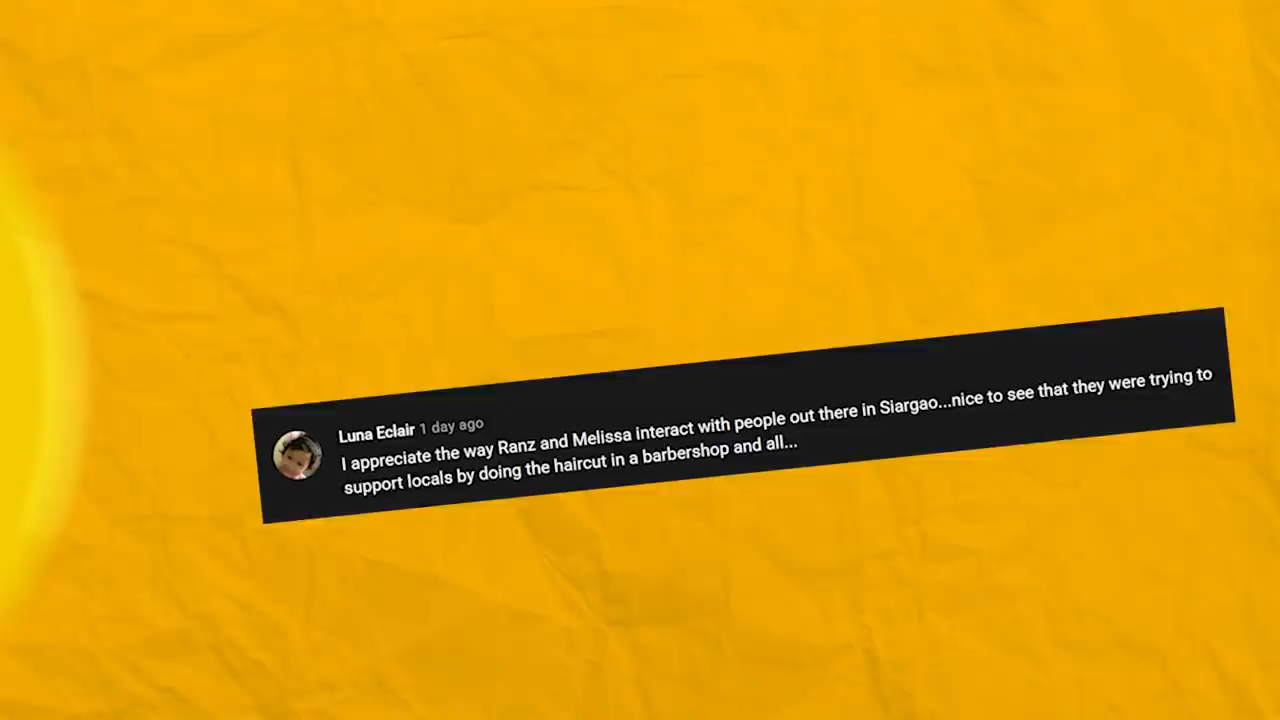 Luna Eclair 1 day ago
I appreciate the way Ranz and Melissa interact with people out there in Siargao...nice to see that they were trying to
support locals by doing the haircut in a barbershop and all...